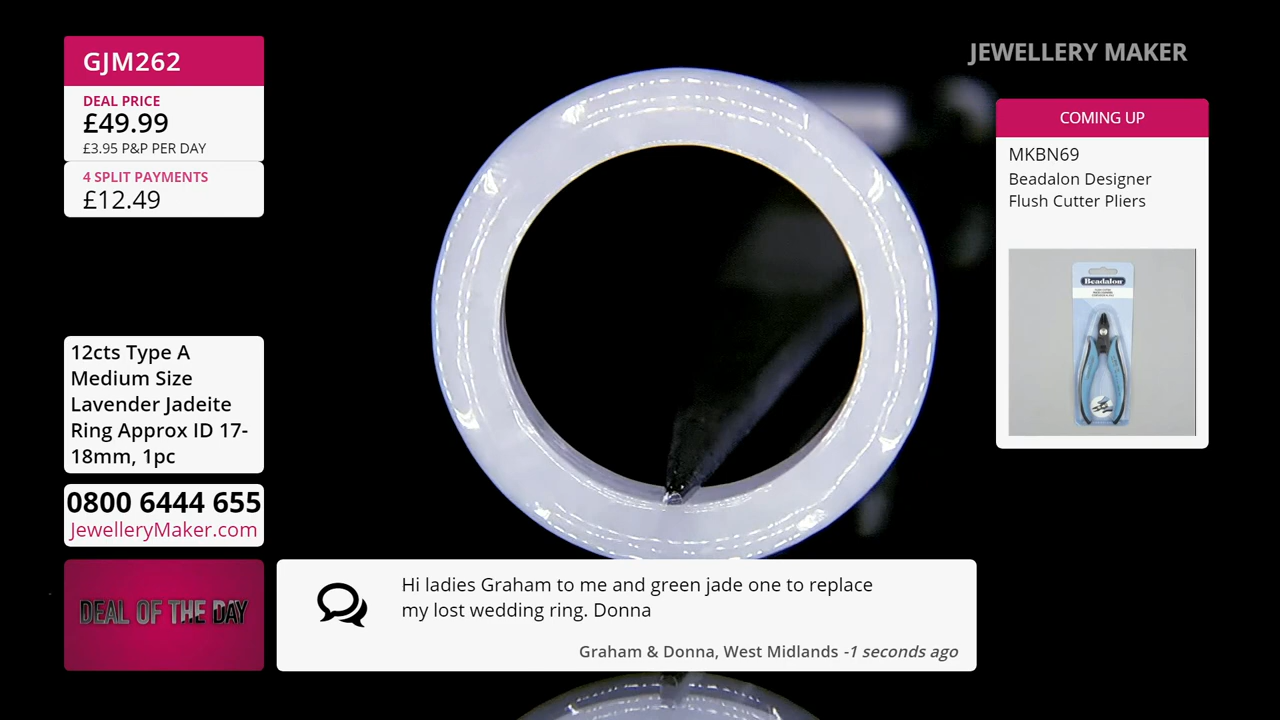 GJM262
DEAL PRICE
£49.99
£3.95 P&P PER DAY
4 SPLIT PAYMENTS
£12.49
12cts Type A
Medium Size
Lavender Jadeite
Ring Approx ID 17-
18mm, 1pc
0800 6444 655
JewelleryMaker.com
DEAL OF THE DAY
Hi ladies Graham to me and green jade one to replace
my lost wedding ring. Donna
Graham & Donna, West Midlands -1 seconds ago
JEWELLERY MAKER
COMING UP
MKBN69
Beadalon Designer
Flush Cutter Pliers
Beadalon